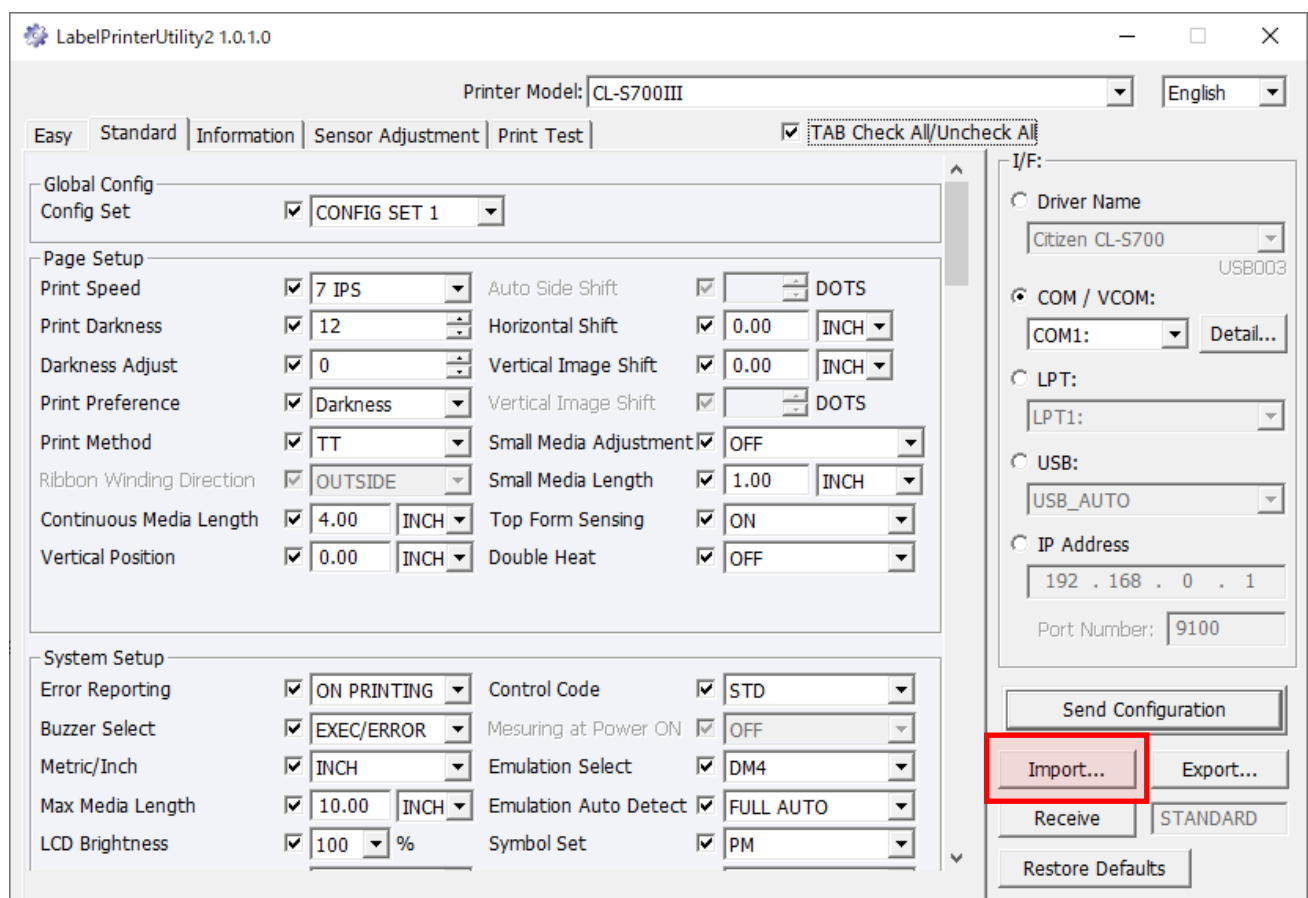 LabelPrinterUtility2 1.0.1.0
Printer Model: CL-S700III English
Easy Standard Information Sensor Adjustment Print Test TAB Check All/Uncheck All
Global Config
Config Set CONFIG SET 1
Page Setup
Print Speed 7 IPS Auto Side Shift DOTS
Print Darkness 12 Horizontal Shift 0.00 INCH
Darkness Adjust 0 Vertical Image Shift 0.00 INCH
Print Preference Darkness Vertical Image Shift DOTS
Print Method TT Small Media Adjustment OFF
Ribbon Winding Direction OUTSIDE Small Media Length 1.00 INCH
Continuous Media Length 4.00 INCH Top Form Sensing ON
Vertical Position 0.00 INCH Double Heat OFF
System Setup
Error Reporting ON PRINTING Control Code STD
Buzzer Select EXEC/ERROR Mesuring at Power ON OFF
Metric/Inch INCH Emulation Select DM4
Max Media Length 10.00 INCH Emulation Auto Detect FULL AUTO
LCD Brightness 100 % Symbol Set PM
I/F:
Driver Name
Citizen CL-S700
USB003
COM / VCOM:
COM1: Detail...
LPT:
LPT1:
USB:
USB_AUTO
IP Address
192 . 168 . 0 . 1
Port Number: 9100
Send Configuration
Import... Export...
Receive STANDARD
Restore Defaults